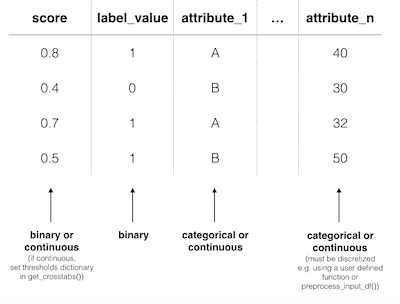 score label_value attribute_1 ... attribute_n
0.8 1 A 40
0.4 0 B 30
0.7 1 A 32
0.5 1 B 50
binary or
continuous
(if continuous,
set thresholds dictionary
in get_crosstabs())
binary
categorical or
continuous
categorical or
continuous
(must be discretized
e.g. using a user defined
function or
preprocess_input_df())